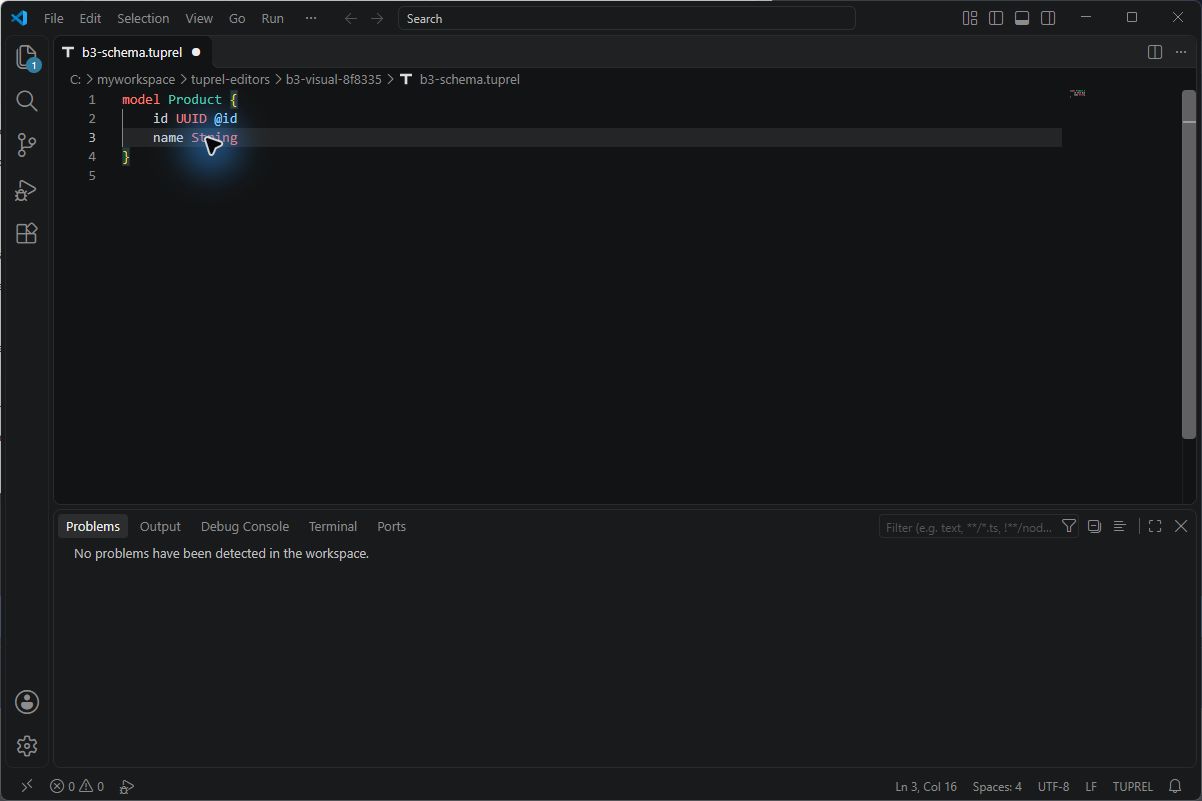 File Edit Selection View Go Run ··· Search
b3-schema.tuprel
C: > myworkspace > tuprel-editors > b3-visual-8f8335 > b3-schema.tuprel
1
1 model Product {
2 id UUID @id
3 name String
4 }
5
Problems Output Debug Console Terminal Ports Filter (e.g. text, **/*.ts, !**/nod...
No problems have been detected in the workspace.
0 0 Ln 3, Col 16 Spaces: 4 UTF-8 LF TUPREL